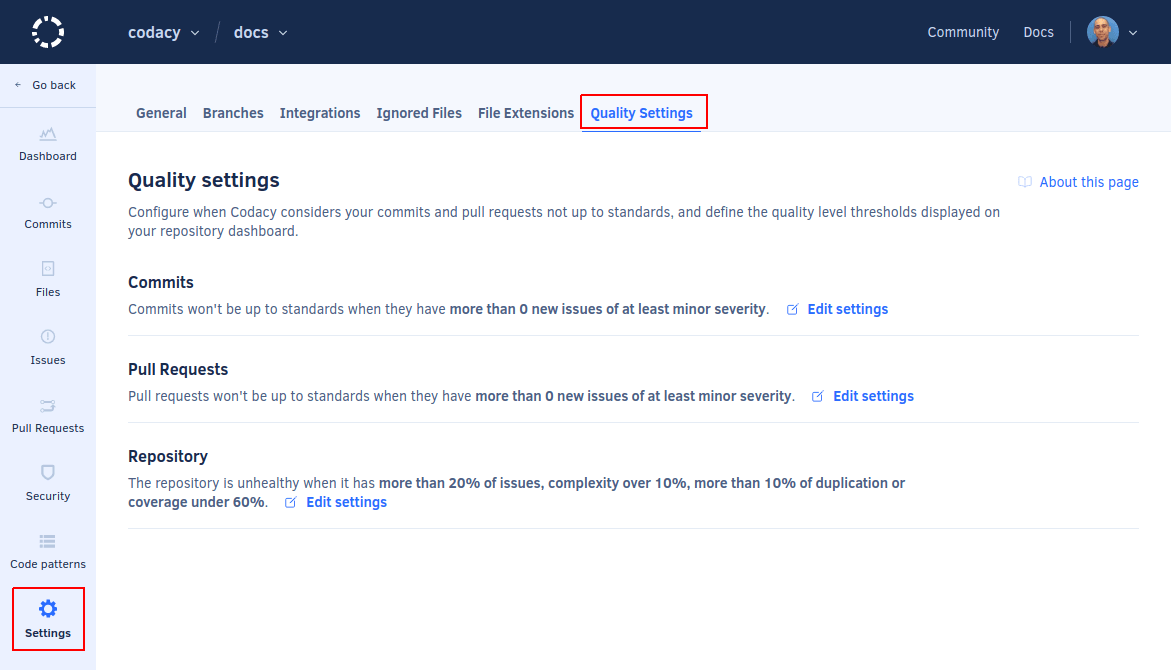 codacy / docs
Community Docs
← Go back
Dashboard
Commits
Files
Issues
Pull Requests
Security
Code patterns
Settings
General Branches Integrations Ignored Files File Extensions Quality Settings
Quality settings
About this page
Configure when Codacy considers your commits and pull requests not up to standards, and define the quality level thresholds displayed on
your repository dashboard.
Commits
Commits won't be up to standards when they have more than 0 new issues of at least minor severity. Edit settings
Pull Requests
Pull requests won't be up to standards when they have more than 0 new issues of at least minor severity. Edit settings
Repository
The repository is unhealthy when it has more than 20% of issues, complexity over 10%, more than 10% of duplication or
coverage under 60%. Edit settings